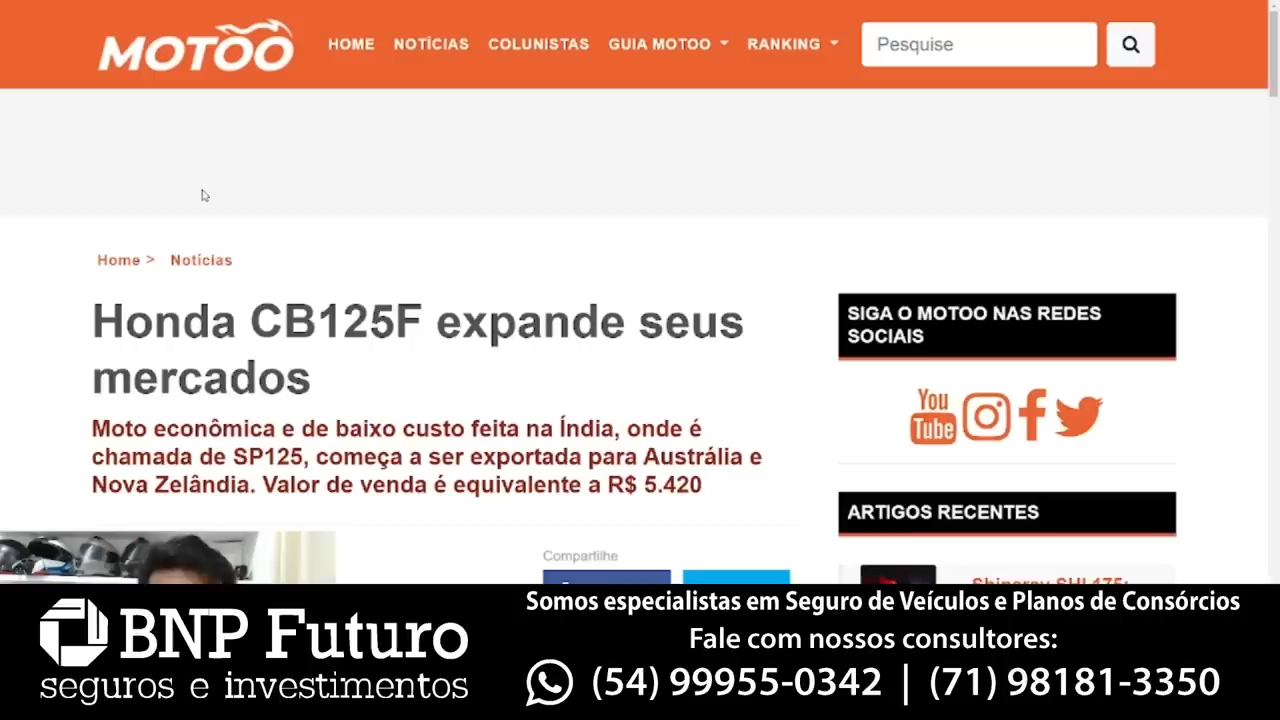 MOTOO
HOME NOTÍCIAS COLUNISTAS GUIA MOTOO RANKING
Pesquise
Home > Notícias
Honda CB125F expande seus
mercados
Moto econômica e de baixo custo feita na Índia, onde é
chamada de SP125, começa a ser exportada para Austrália e
Nova Zelândia. Valor de venda é equivalente a R$ 5.420
Compartilhe
SIGA O MOTOO NAS REDES
SOCIAIS
You
Tube
ARTIGOS RECENTES
Shineray SHI 175:
BNP Futuro
seguros e investimentos
Somos especialistas em Seguro de Veículos e Planos de Consórcios
Fale com nossos consultores:
(54) 99955-0342 | (71) 98181-3350